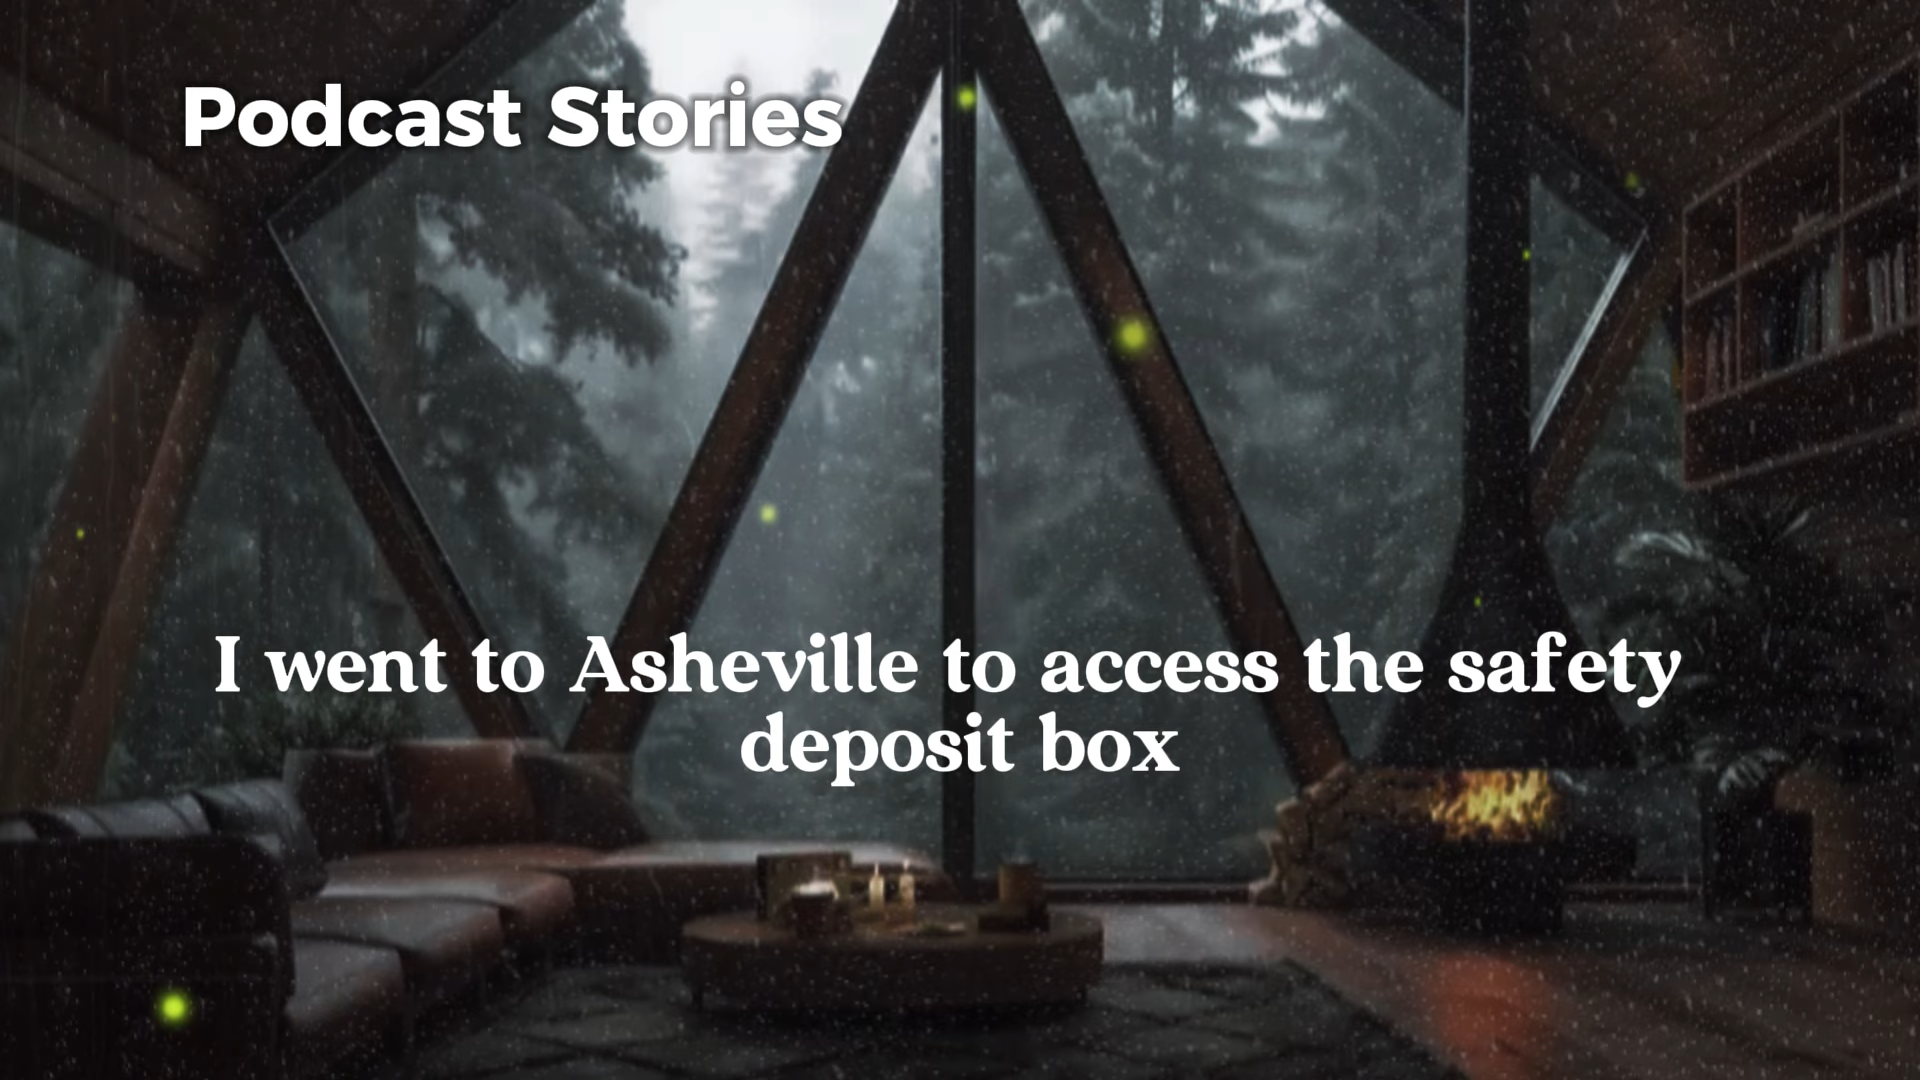 Podcast Stories
I went to Asheville to access the safety
deposit box